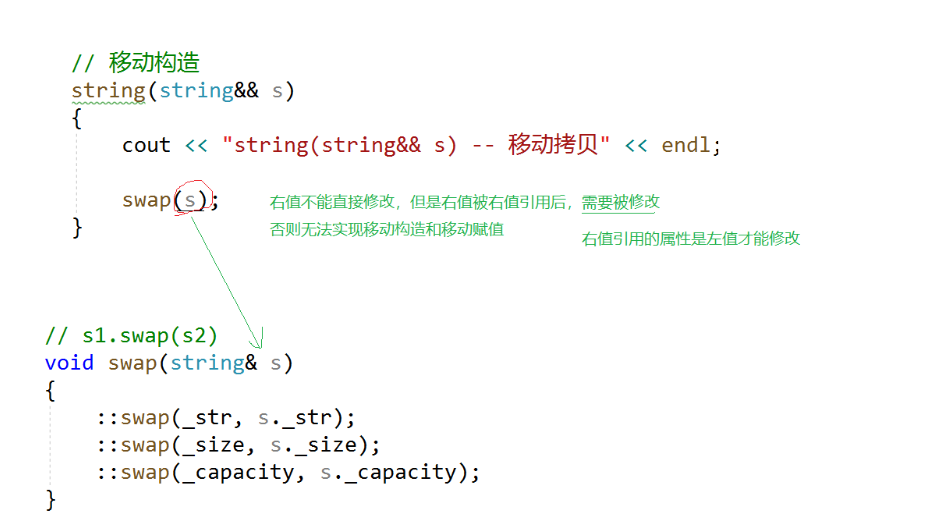 // 移动构造
string(string&& s)
{
cout << "string(string&& s) -- 移动拷贝" << endl;
swap(s); 右值不能直接修改，但是右值被右值引用后，需要被修改
否则无法实现移动构造和移动赋值
} 右值引用的属性是左值才能修改
// s1.swap(s2)
void swap(string& s)
{
::swap(_str, s._str);
::swap(_size, s._size);
::swap(_capacity, s._capacity);
}